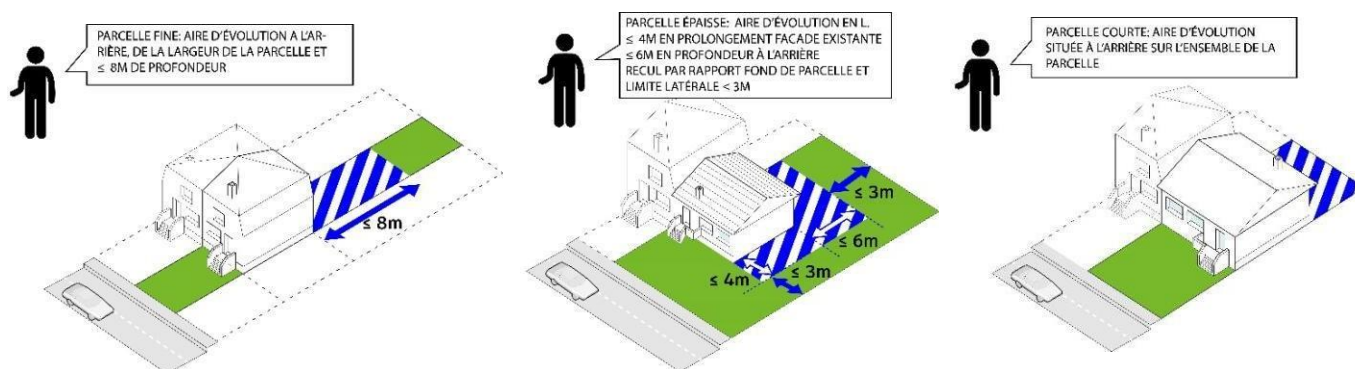 PARCELLE FINE: AIRE D'ÉVOLUTION A L'AR-
RIÈRE, DE LA LARGEUR DE LA PARCELLE ET
≤ 8M DE PROFONDEUR
≤ 8m
PARCELLE ÉPAISSE: AIRE D'ÉVOLUTION EN L.
≤ 4M EN PROLONGEMENT FACADE EXISTANTE
≤6M EN PROFONDEUR À L'ARRIÈRE
RECUL PAR RAPPORT FOND DE PARCELLE ET
LIMITE LATÉRALE < 3M
≤ 3m
≤ 6m
≤ 4m
≤ 3m
PARCELLE COURTE: AIRE D'ÉVOLUTION
SITUÉE À L'ARRIÈRE SUR L'ENSEMBLE DE LA
PARCELLE